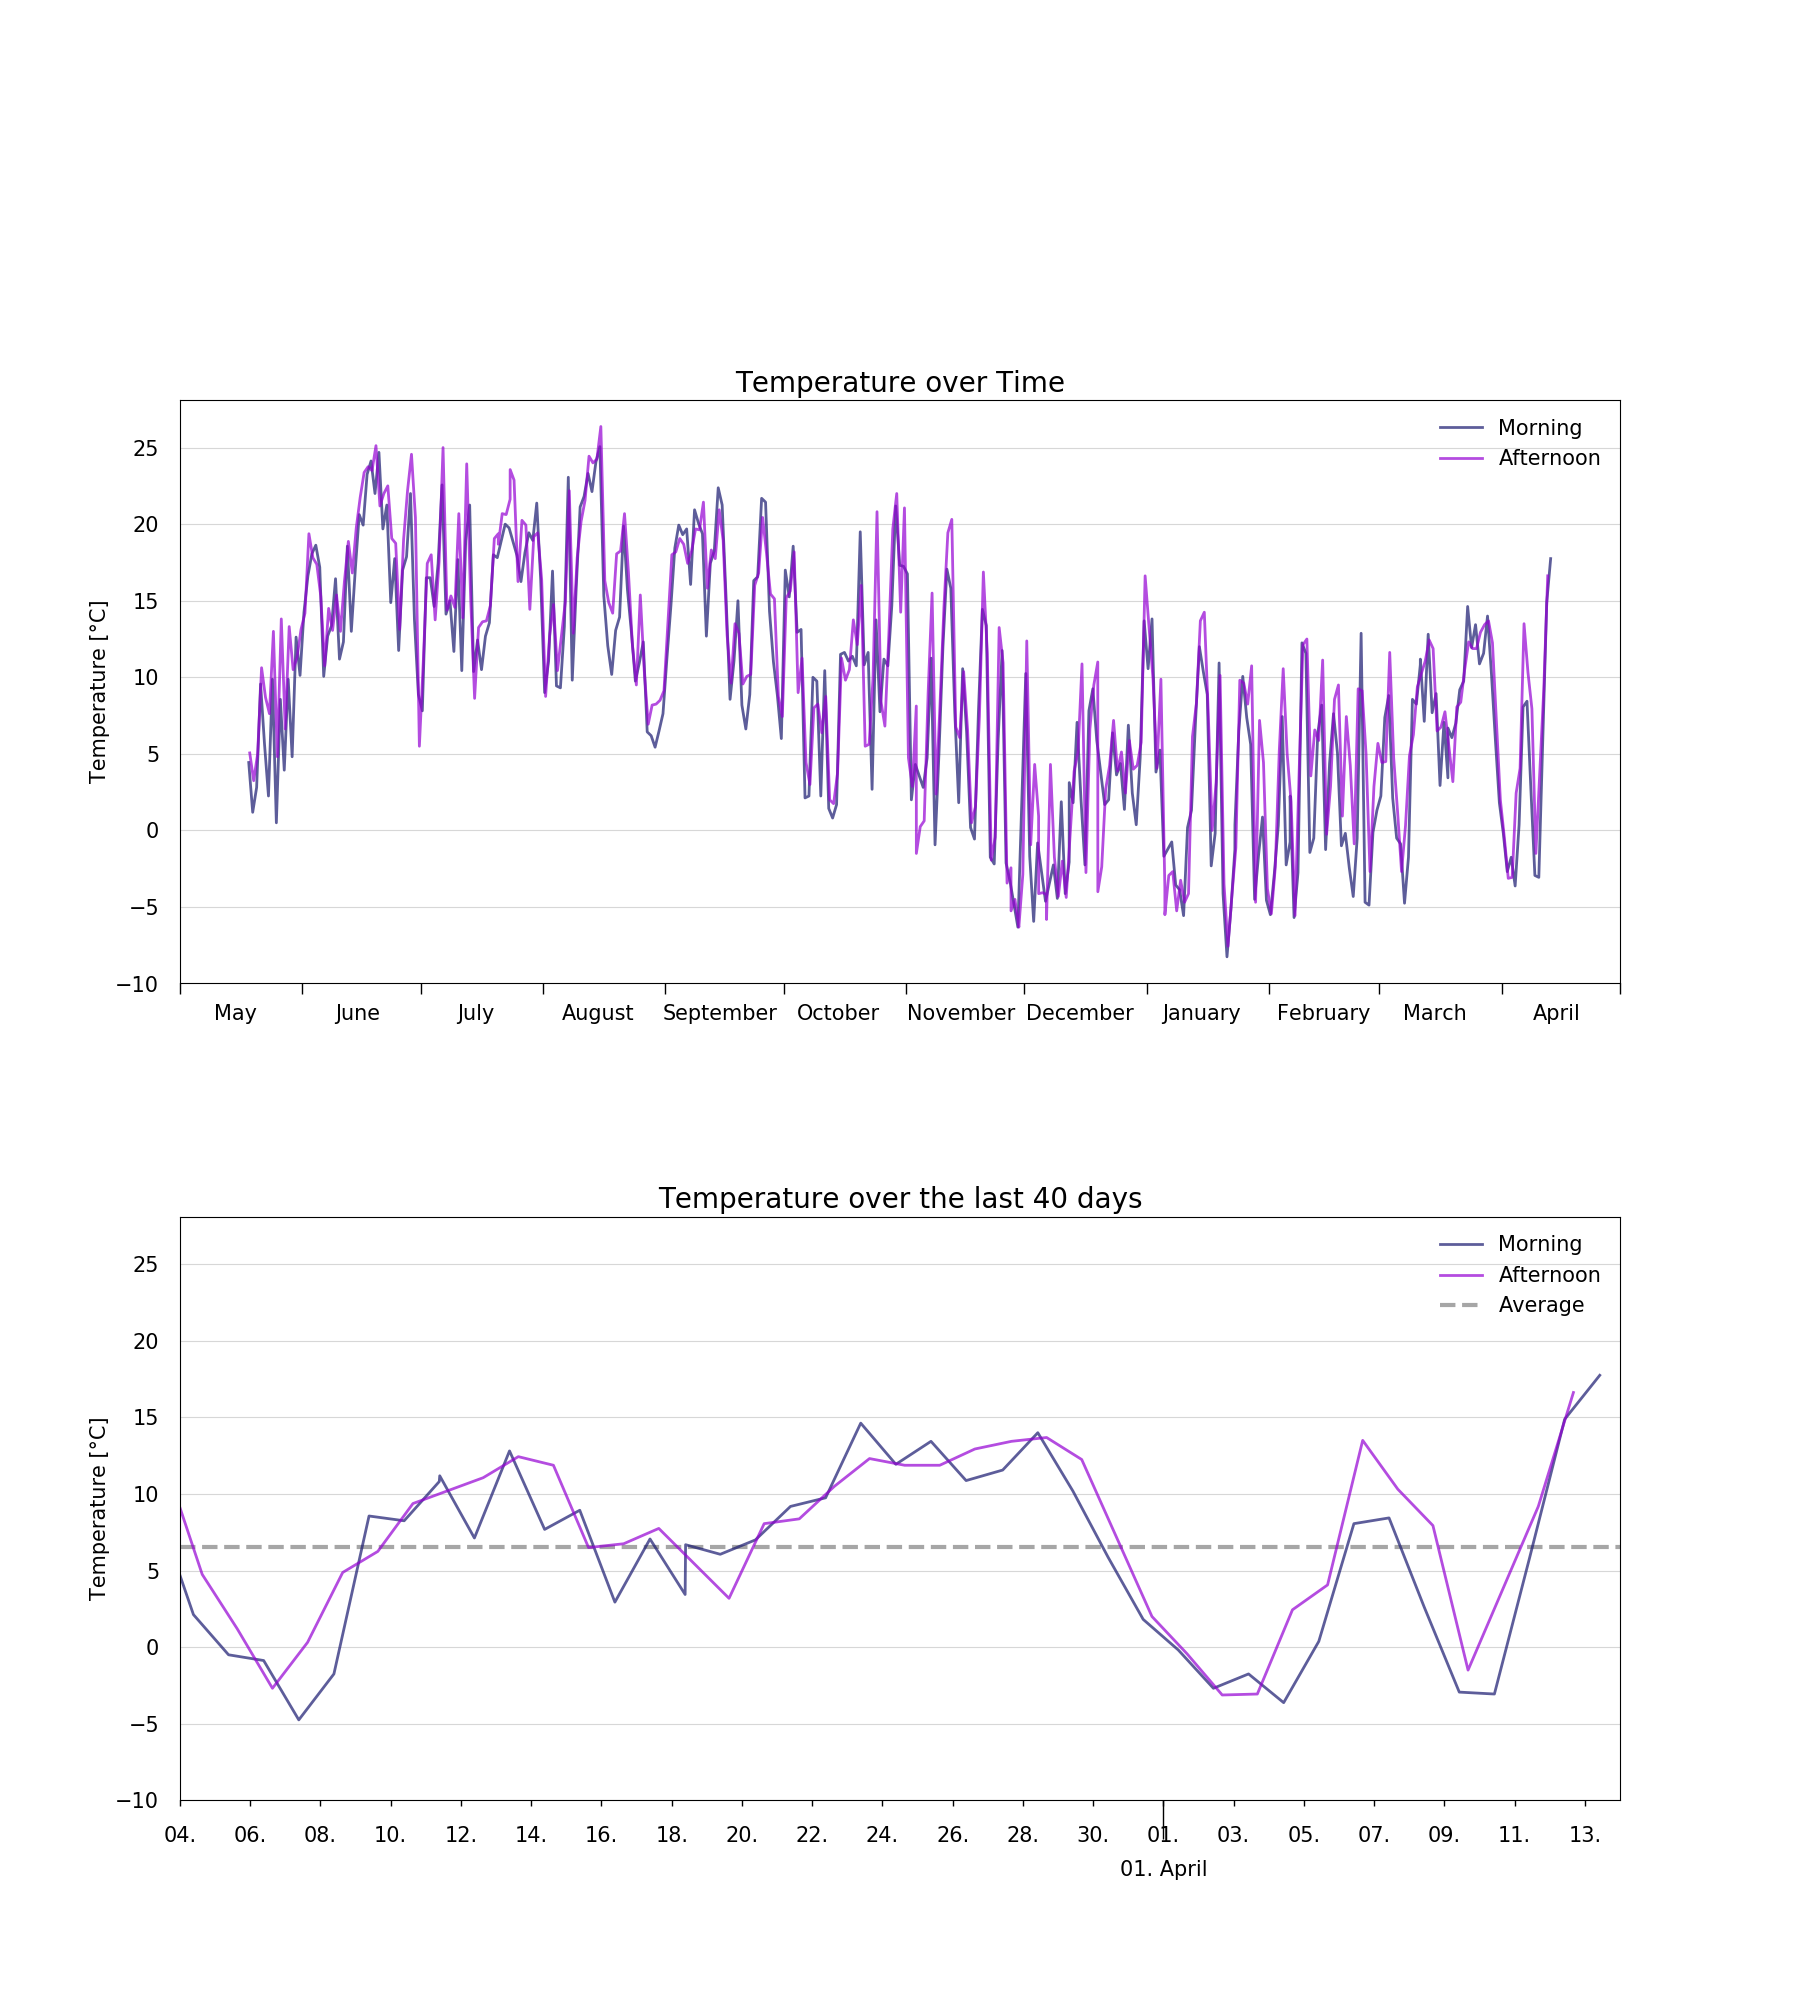 Temperature over Time
Morning
Afternoon
Temperature [°C]
25
20
15
10
5
0
−5
−10
May June July August September October November December January February March April
Temperature over the last 40 days
Morning
Afternoon
Average
Temperature [°C]
25
20
15
10
5
0
−5
−10
04. 06. 08. 10. 12. 14. 16. 18. 20. 22. 24. 26. 28. 30. 01. 03. 05. 07. 09. 11. 13.
01. April